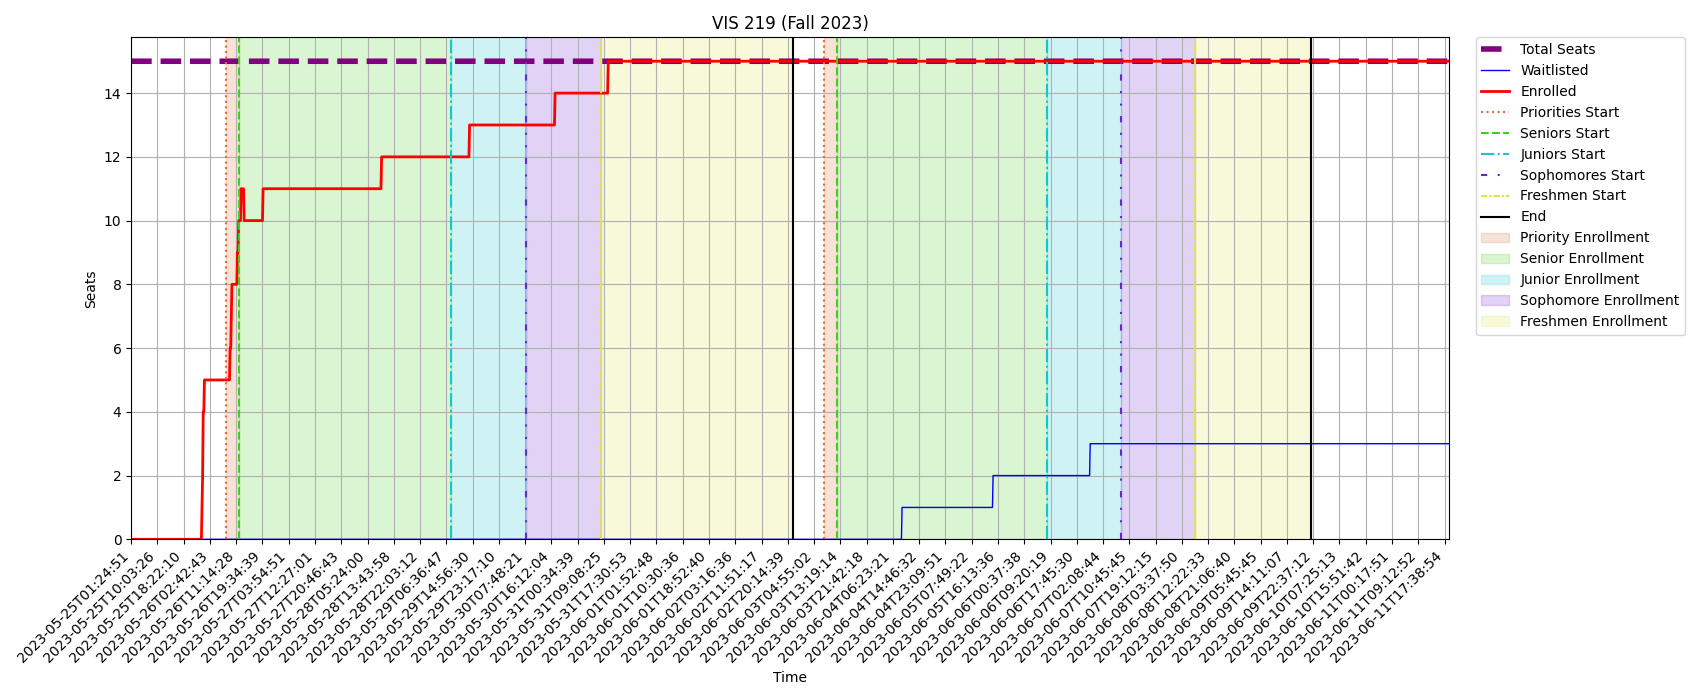 VIS 219 (Fall 2023)
Total Seats
Waitlisted
Enrolled
Priorities Start
Seniors Start
Juniors Start
Sophomores Start
Freshmen Start
End
Priority Enrollment
Senior Enrollment
Junior Enrollment
Sophomore Enrollment
Freshmen Enrollment
Seats
14
12
10
8
6
4
2
0
2023-05-25T01:24:51
2023-05-25T10:03:26
2023-05-25T18:22:10
2023-05-26T02:42:43
2023-05-26T11:14:28
2023-05-26T19:34:39
2023-05-27T03:54:51
2023-05-27T12:27:01
2023-05-27T20:46:43
2023-05-28T05:24:00
2023-05-28T13:43:58
2023-05-28T22:03:12
2023-05-29T06:36:47
2023-05-29T14:56:30
2023-05-29T23:17:10
2023-05-30T07:48:21
2023-05-30T16:12:04
2023-05-31T00:34:39
2023-05-31T09:08:25
2023-05-31T17:30:53
2023-06-01T01:52:48
2023-06-01T10:30:36
2023-06-01T18:52:40
2023-06-02T03:16:36
2023-06-02T11:51:17
2023-06-02T20:14:39
2023-06-03T04:55:02
2023-06-03T13:19:14
2023-06-03T21:42:18
2023-06-04T06:23:21
2023-06-04T14:46:32
2023-06-04T23:09:51
2023-06-05T07:49:22
2023-06-05T16:13:36
2023-06-06T00:37:38
2023-06-06T09:20:19
2023-06-06T17:45:30
2023-06-07T02:08:44
2023-06-07T10:45:45
2023-06-07T19:12:15
2023-06-08T03:37:50
2023-06-08T12:22:33
2023-06-08T21:06:40
2023-06-09T05:45:45
2023-06-09T14:11:07
2023-06-09T22:37:12
2023-06-10T07:25:13
2023-06-10T15:51:42
2023-06-11T00:17:51
2023-06-11T09:12:52
2023-06-11T17:38:54
Time